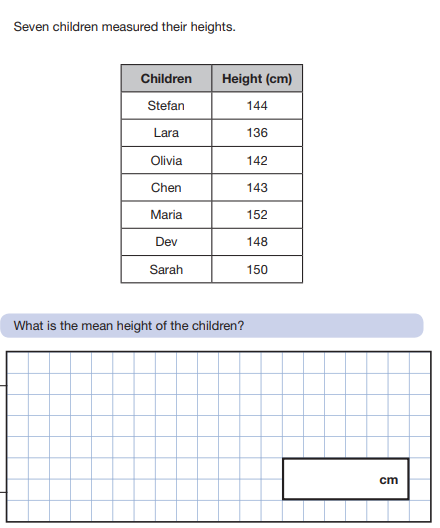 Seven children measured their heights.
Children Height (cm)
Stefan 144
Lara 136
Olivia 142
Chen 143
Maria 152
Dev 148
Sarah 150
What is the mean height of the children?
cm